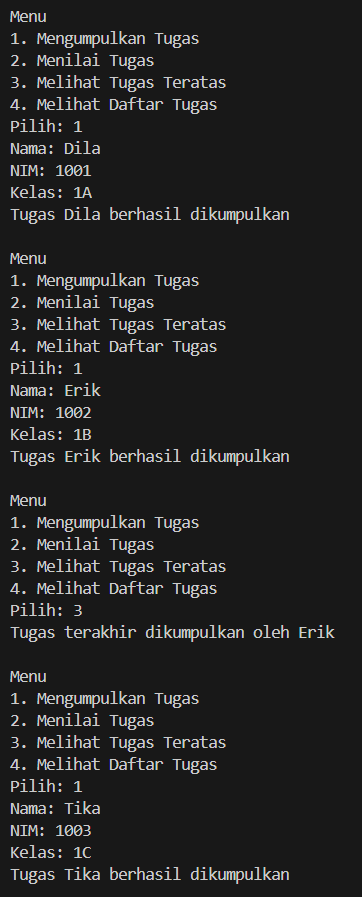 Menu
1. Mengumpulkan Tugas
2. Menilai Tugas
3. Melihat Tugas Teratas
4. Melihat Daftar Tugas
Pilih: 1
Nama: Dila
NIM: 1001
Kelas: 1A
Tugas Dila berhasil dikumpulkan

Menu
1. Mengumpulkan Tugas
2. Menilai Tugas
3. Melihat Tugas Teratas
4. Melihat Daftar Tugas
Pilih: 1
Nama: Erik
NIM: 1002
Kelas: 1B
Tugas Erik berhasil dikumpulkan

Menu
1. Mengumpulkan Tugas
2. Menilai Tugas
3. Melihat Tugas Teratas
4. Melihat Daftar Tugas
Pilih: 3
Tugas terakhir dikumpulkan oleh Erik

Menu
1. Mengumpulkan Tugas
2. Menilai Tugas
3. Melihat Tugas Teratas
4. Melihat Daftar Tugas
Pilih: 1
Nama: Tika
NIM: 1003
Kelas: 1C
Tugas Tika berhasil dikumpulkan